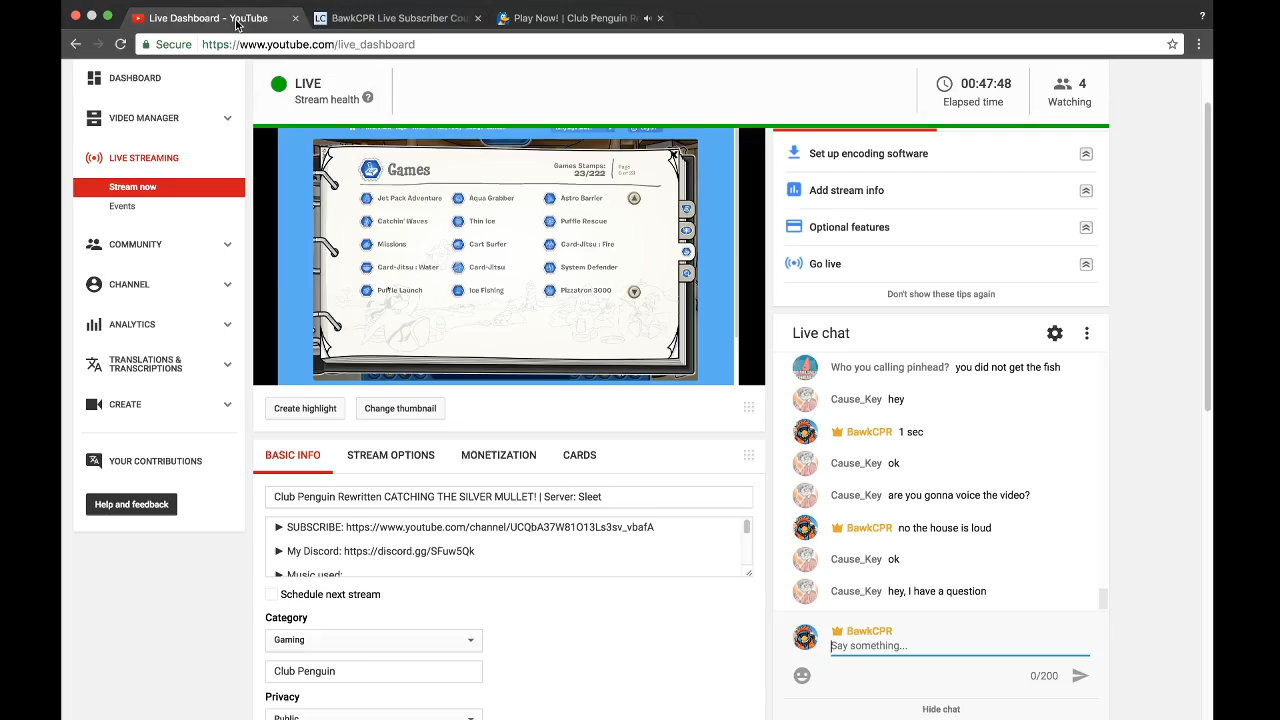 Live Dashboard - YouTube
BawkCPR Live Subscriber Cou
Play Now! | Club Penguin Re
Secure https://www.youtube.com/live_dashboard
DASHBOARD
VIDEO MANAGER
LIVE STREAMING
Stream now
Events
COMMUNITY
CHANNEL
ANALYTICS
TRANSLATIONS &
TRANSCRIPTIONS
CREATE
YOUR CONTRIBUTIONS
Help and feedback
LIVE
Stream health
00:47:48
Elapsed time
4
Watching
Games
Games Stamps:
23/222
Page
Jet Pack Adventure
Aqua Grabber
Astro Barrier
Catchin' Waves
Thin Ice
Puffle Rescue
Missions
Cart Surfer
Card-Jitsu : Fire
Card-Jitsu : Water
Card-Jitsu
System Defender
Puffle Launch
Ice Fishing
Pizzatron 3000
Create highlight
Change thumbnail
BASIC INFO
STREAM OPTIONS
MONETIZATION
CARDS
Club Penguin Rewritten CATCHING THE SILVER MULLET! | Server: Sleet
► SUBSCRIBE: https://www.youtube.com/channel/UCQbA37W81O13Ls3sv_vbafA
► My Discord: https://discord.gg/SFuw5Qk
► Music used:
Schedule next stream
Category
Gaming
Club Penguin
Privacy
Public
Set up encoding software
Add stream info
Optional features
Go live
Don't show these tips again
Live chat
Who you calling pinhead? you did not get the fish
Cause_Key hey
BawkCPR 1 sec
Cause_Key ok
Cause_Key are you gonna voice the video?
BawkCPR no the house is loud
Cause_Key ok
Cause_Key hey, I have a question
BawkCPR
Say something...
0/200
Hide chat